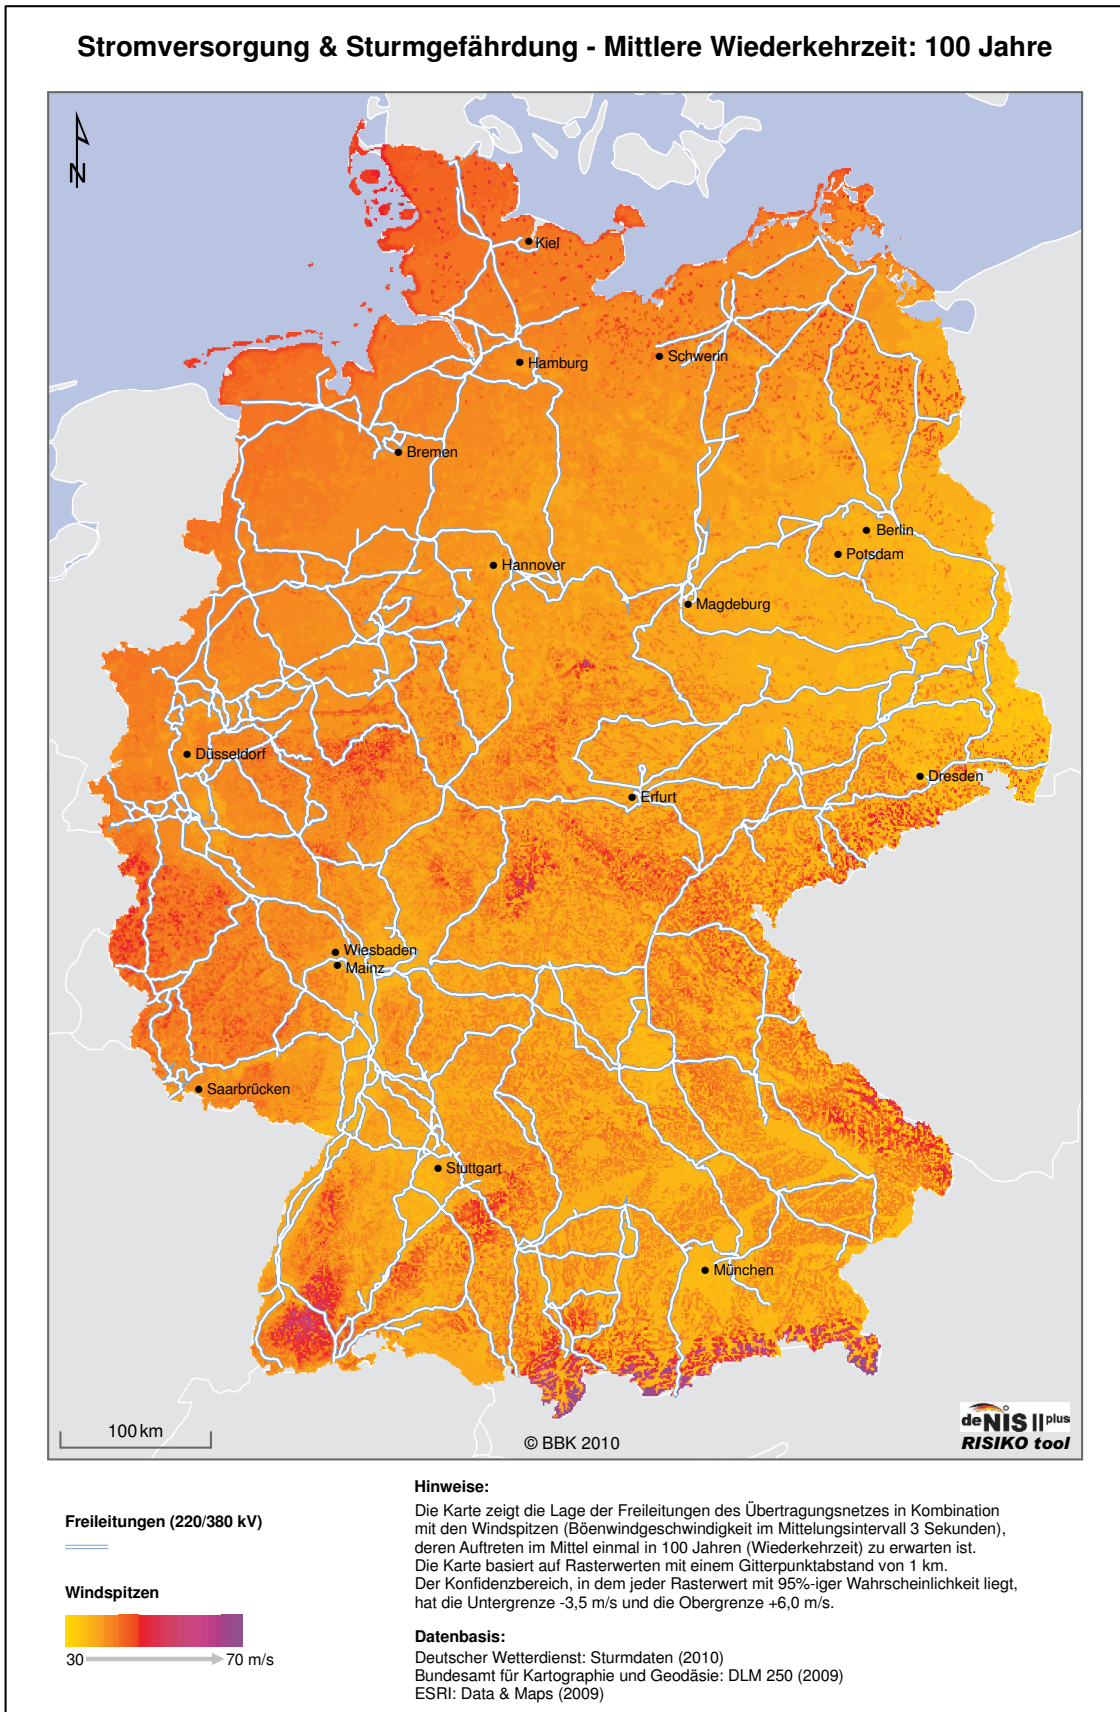 Stromversorgung & Sturmgefährdung - Mittlere Wiederkehrzeit: 100 Jahre
N
Kiel
Hamburg
Schwerin
Bremen
Berlin
Potsdam
Hannover
Magdeburg
Düsseldorf
Dresden
Erfurt
Wiesbaden
Mainz
Saarbrücken
Stuttgart
München
100 km
© BBK 2010
deNIS II plus
RISIKO tool
Freileitungen (220/380 kV)
Windspitzen
30 70 m/s
Hinweise:
Die Karte zeigt die Lage der Freileitungen des Übertragungsnetzes in Kombination
mit den Windspitzen (Böenwindgeschwindigkeit im Mittelungsintervall 3 Sekunden),
deren Auftreten im Mittel einmal in 100 Jahren (Wiederkehrzeit) zu erwarten ist.
Die Karte basiert auf Rasterwerten mit einem Gitterpunktabstand von 1 km.
Der Konfidenzbereich, in dem jeder Rasterwert mit 95%-iger Wahrscheinlichkeit liegt,
hat die Untergrenze -3,5 m/s und die Obergrenze +6,0 m/s.
Datenbasis:
Deutscher Wetterdienst: Sturmdaten (2010)
Bundesamt für Kartographie und Geodäsie: DLM 250 (2009)
ESRI: Data & Maps (2009)